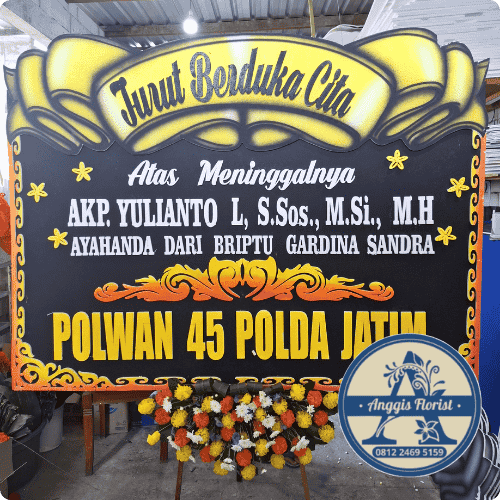 Turut Berduka Cita
Atas Meninggalnya
AKP. YULIANTO L, S.Sos., M.Si., M.H
AYAHANDA DARI BRIPTU GARDINA SANDRA
POLWAN 45 POLDA JATIM
Anggis Florist
0812 2469 5159